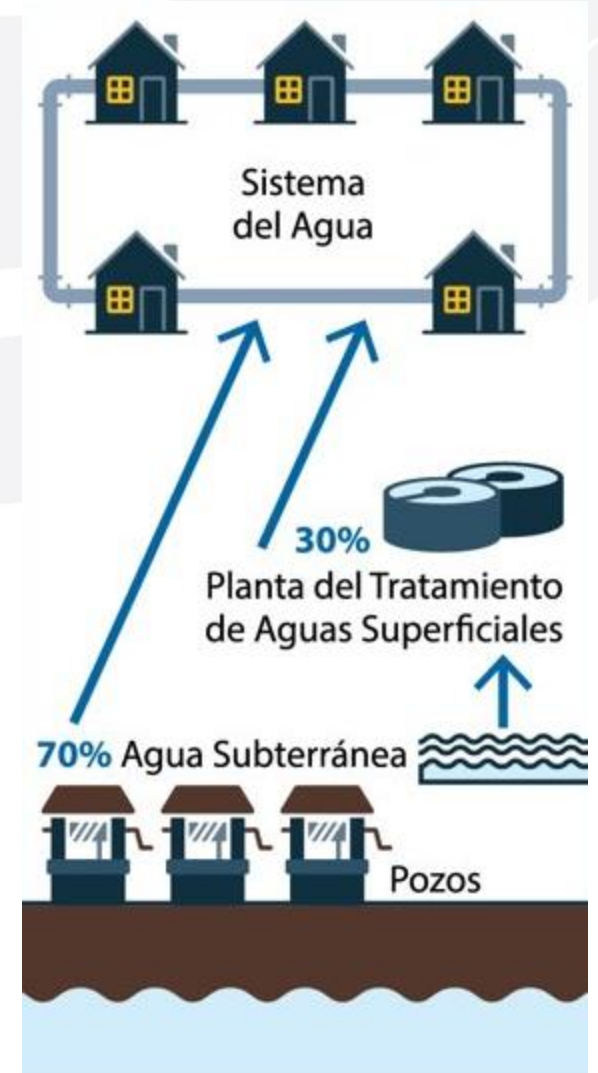 Sistema
del Agua
30%
Planta del Tratamiento
de Aguas Superficiales
70% Agua Subterránea
Pozos